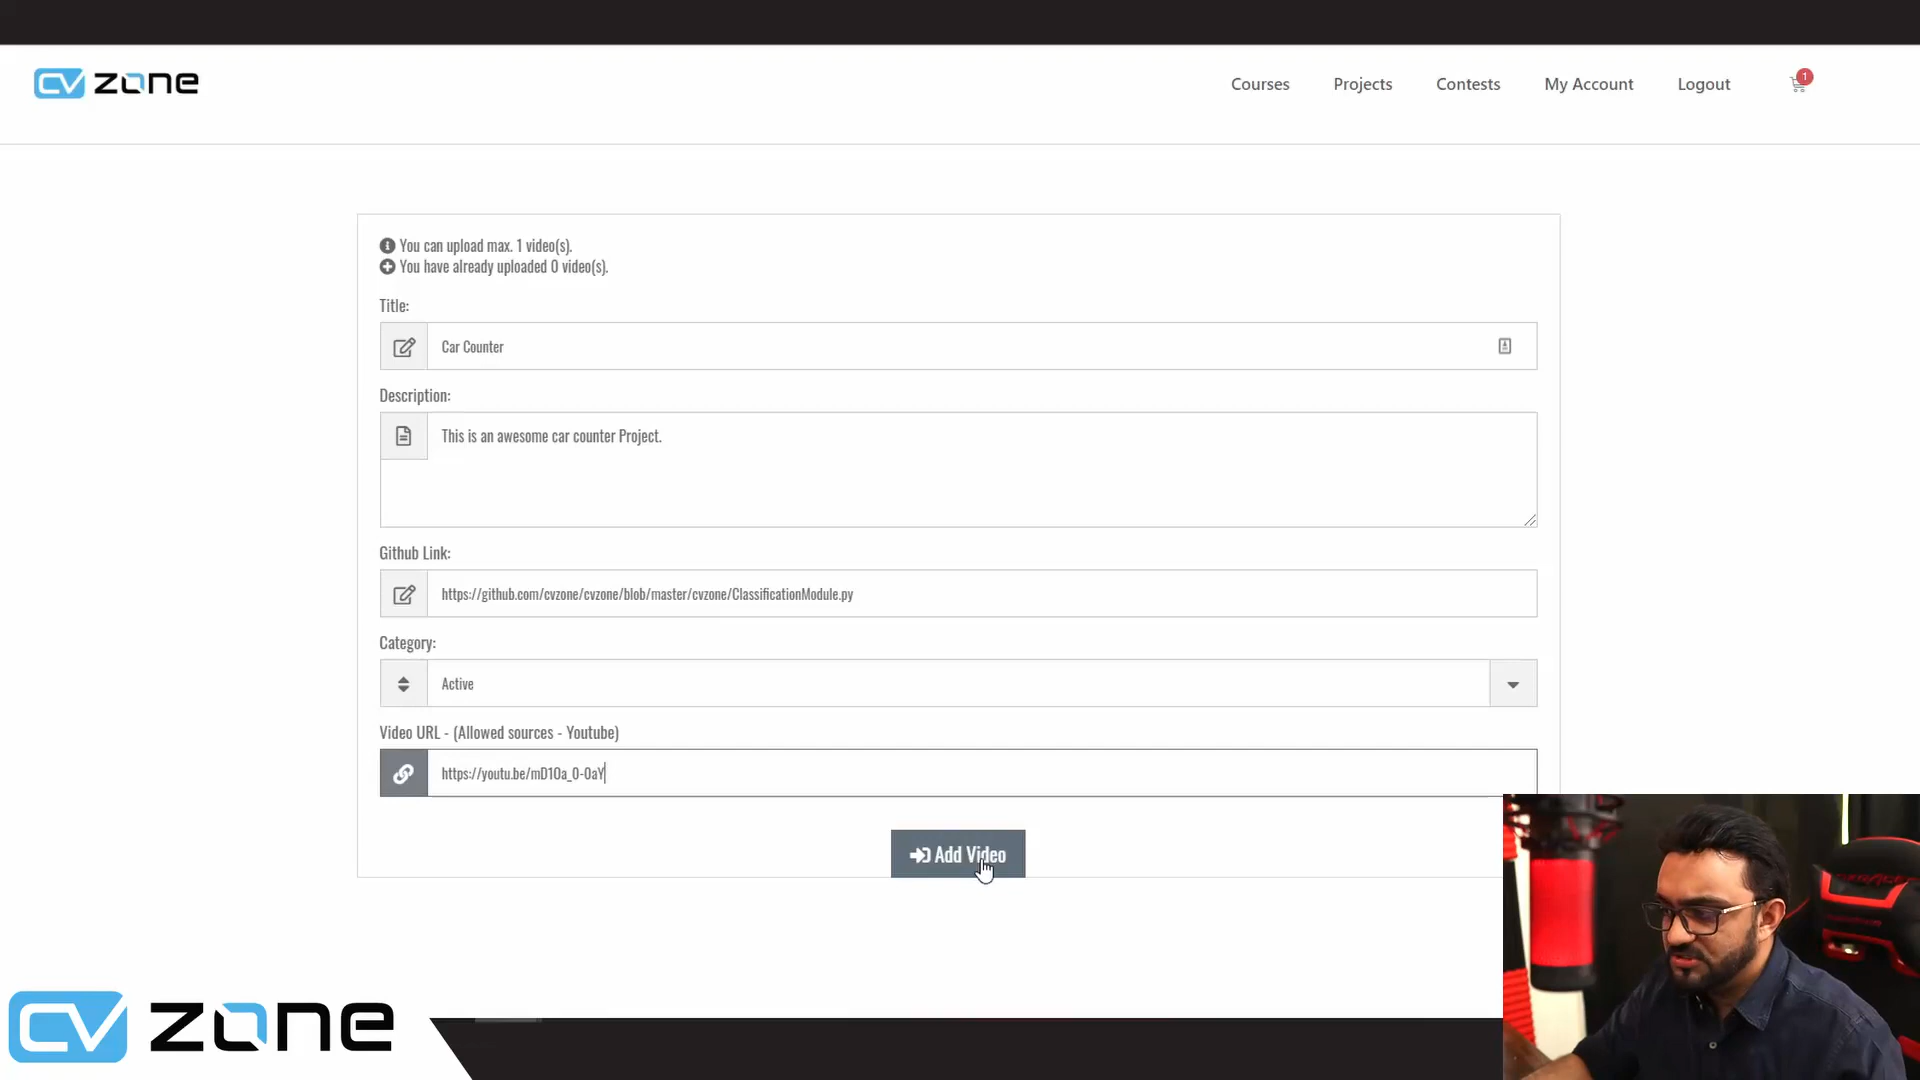 CV zone
Courses
Projects
Contests
My Account
Logout
1
You can upload max. 1 video(s).
You have already uploaded 0 video(s).
Title:
Car Counter
Description:
This is an awesome car counter Project.
Github Link:
https://github.com/cvzone/cvzone/blob/master/cvzone/ClassificationModule.py
Category:
Active
Video URL - (Allowed sources - Youtube)
https://youtu.be/mD10a_0-0aY
Add Video
CV zone